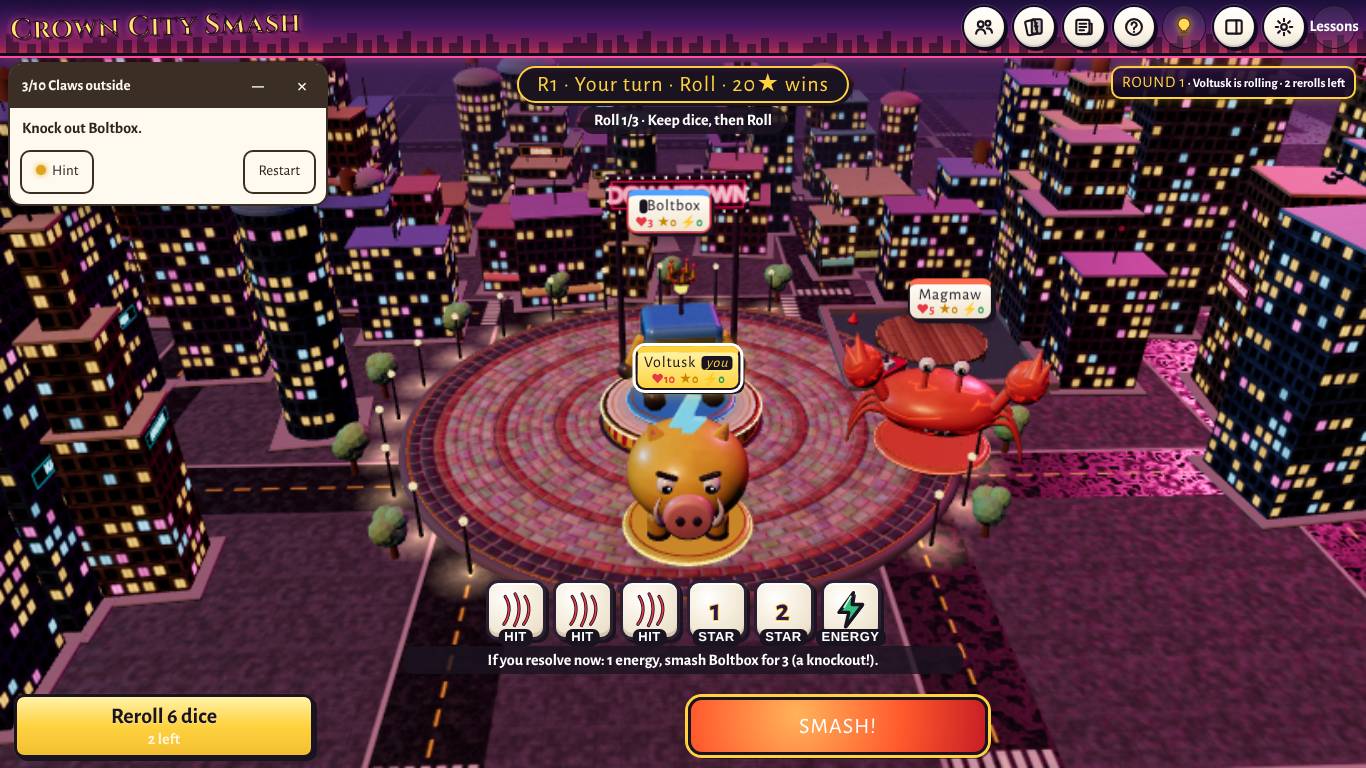 Crown City Smash
Lessons
3/10 Claws outside
Knock out Boltbox.
Hint
Restart
R1 · Your turn · Roll · 20★ wins
Roll 1/3 · Keep dice, then Roll
ROUND 1 · Voltusk is rolling · 2 rerolls left
DOWNTOWN
Boltbox
♥3 ★0 ⚡0
Magmaw
♥5 ★0 ⚡0
Voltusk you
♥10 ★0 ⚡0
1 2
HIT HIT HIT STAR STAR ENERGY
If you resolve now: 1 energy, smash Boltbox for 3 (a knockout!).
Reroll 6 dice
2 left
SMASH!